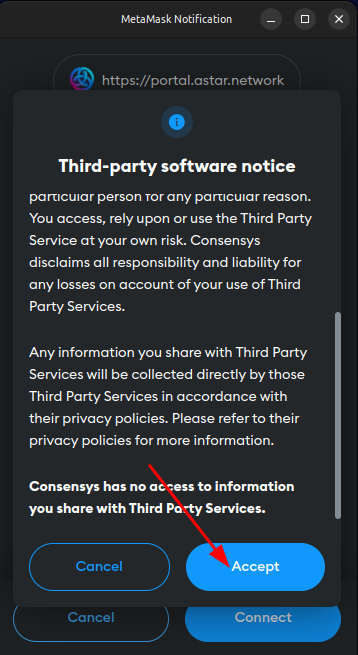 MetaMask Notification
https://portal.astar.network
Third-party software notice
particular person for any particular reason.
You access, rely upon or use the Third Party
Service at your own risk. Consensys
disclaims all responsibility and liability for
any losses on account of your use of Third
Party Services.
Any information you share with Third Party
Services will be collected directly by those
Third Party Services in accordance with
their privacy policies. Please refer to their
privacy policies for more information.
Consensys has no access to information
you share with Third Party Services.
Cancel Accept
Cancel Connect